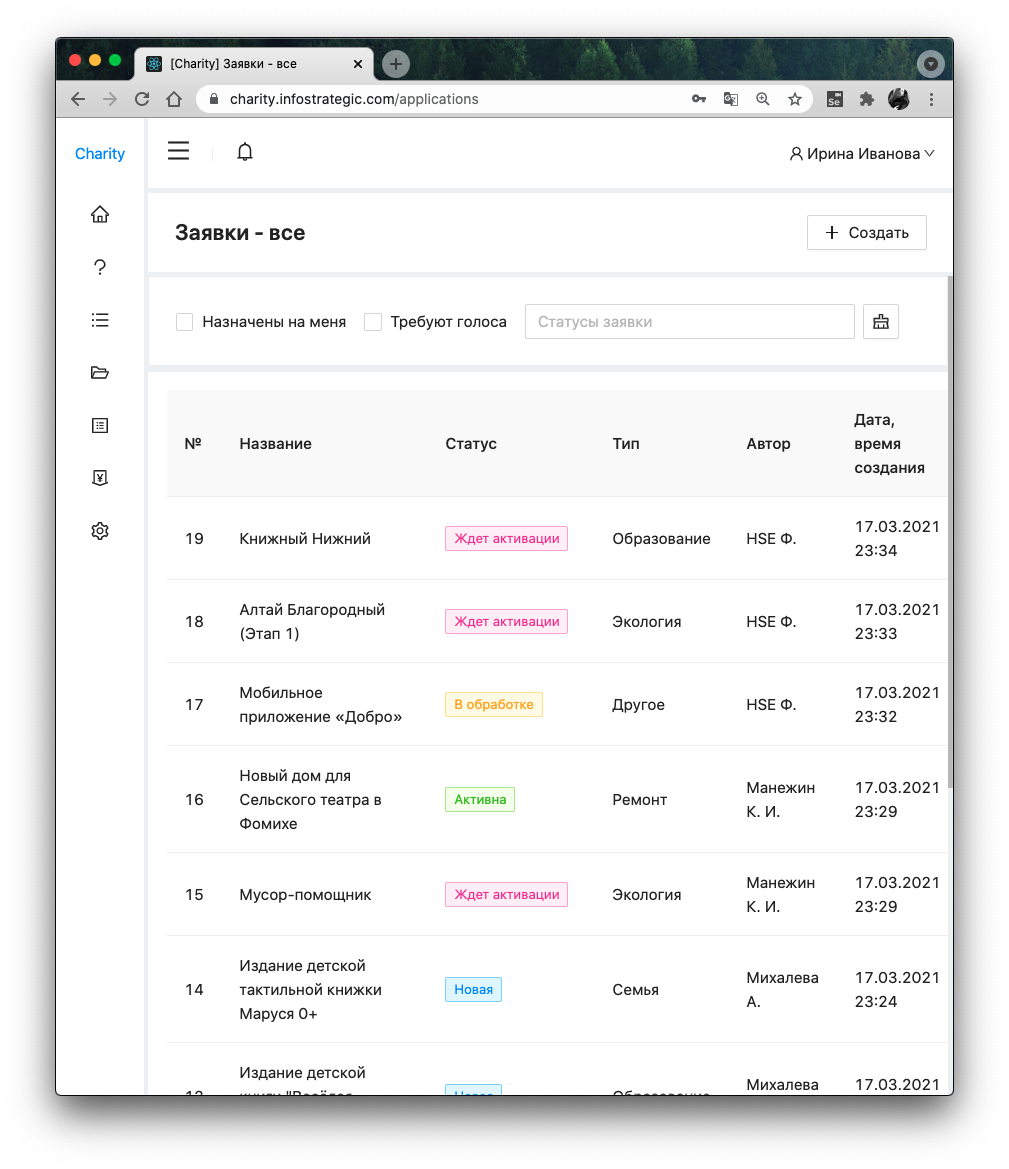 [Charity] Заявки - все
charity.infostrategic.com/applications
Se
Charity
Ирина Иванова
Заявки - все
Создать
Назначены на меня
Требуют голоса
Статусы заявки
№ Название Статус Тип Автор Дата,
время
создания
19 Книжный Нижний Ждет активации Образование HSE Ф. 17.03.2021
23:34
18 Алтай Благородный
(Этап 1) Ждет активации Экология HSE Ф. 17.03.2021
23:33
17 Мобильное
приложение «Добро» В обработке Другое HSE Ф. 17.03.2021
23:32
16 Новый дом для
Сельского театра в
Фомихе Активна Ремонт Манежин
К. И. 17.03.2021
23:29
15 Мусор-помощник Ждет активации Экология Манежин
К. И. 17.03.2021
23:29
14 Издание детской
тактильной книжки
Маруся 0+ Новая Семья Михалева
А. 17.03.2021
23:24
Издание детской
Михалева
17.03.2021